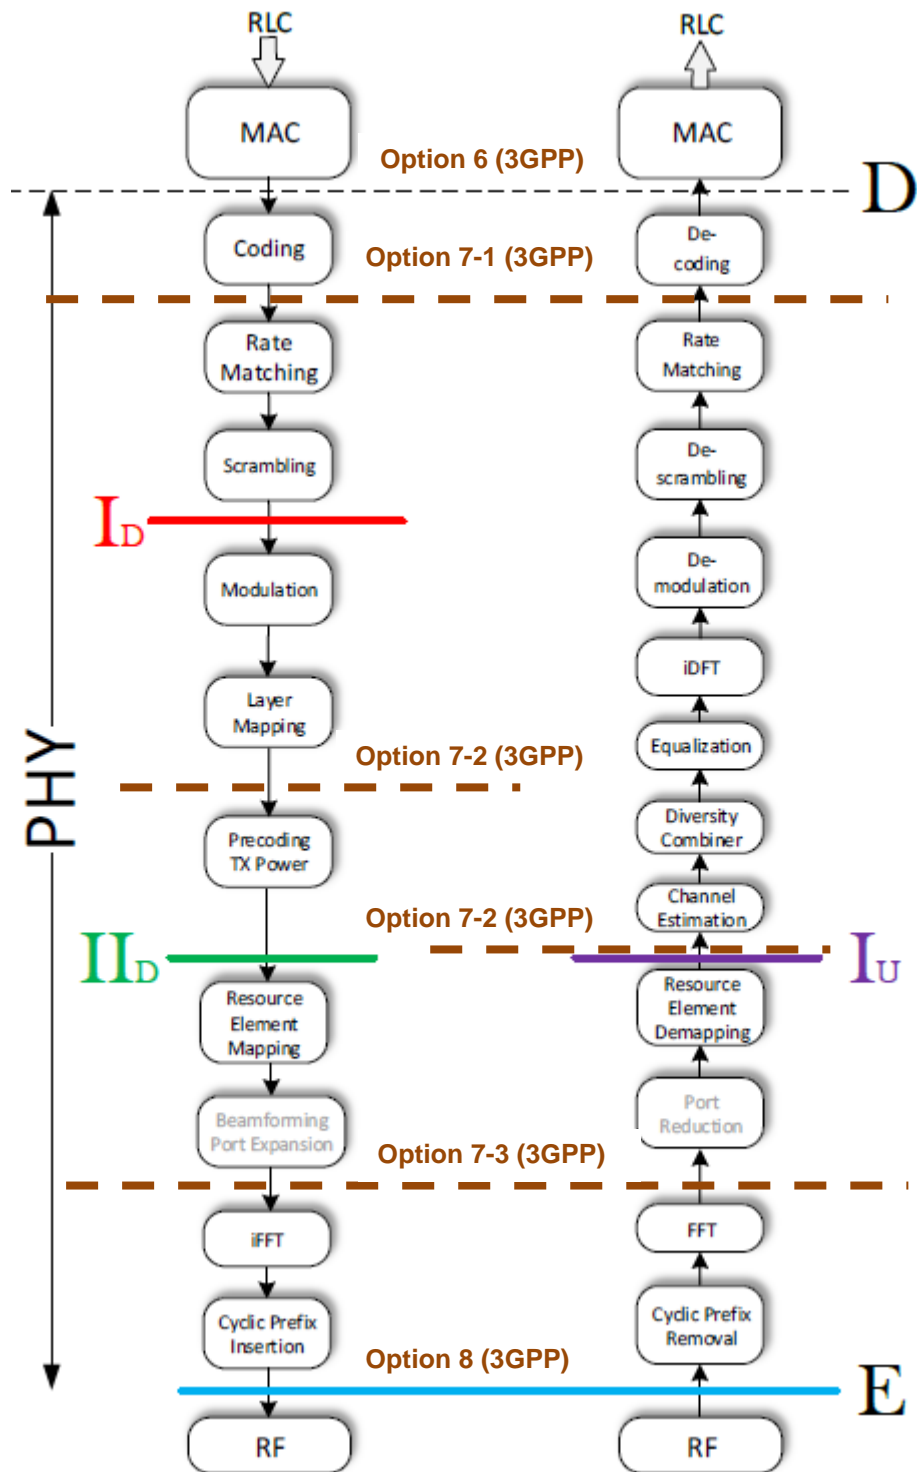 RLC
RLC
MAC
MAC
Option 6 (3GPP)
D
Coding
De-
coding
Option 7-1 (3GPP)
Rate
Matching
Rate
Matching
Scrambling
De-
scrambling
ID
Modulation
De-
modulation
iDFT
Layer
Mapping
PHY
Option 7-2 (3GPP)
Equalization
Precoding
TX Power
Diversity
Combiner
Channel
Estimation
Option 7-2 (3GPP)
IID
IU
Resource
Element
Mapping
Resource
Element
Demapping
Beamforming
Port Expansion
Port
Reduction
Option 7-3 (3GPP)
iFFT
FFT
Cyclic Prefix
Insertion
Cyclic Prefix
Removal
Option 8 (3GPP)
E
RF
RF